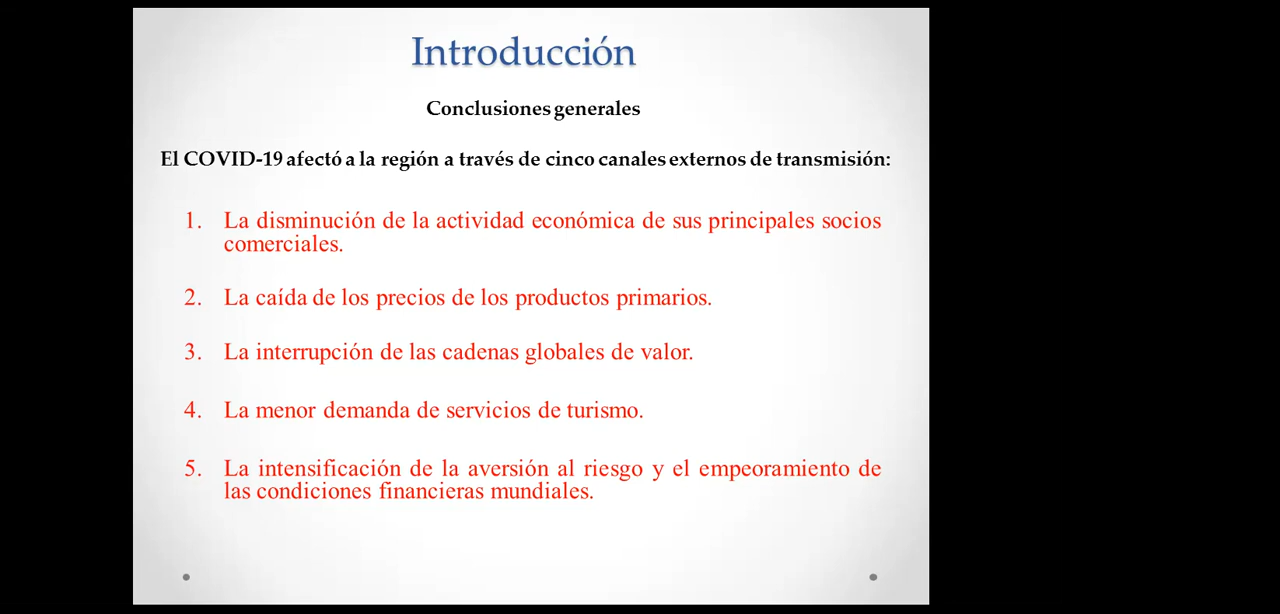 Introducción
Conclusiones generales
El COVID-19 afectó a la región a través de cinco canales externos de transmisión:
1. La disminución de la actividad económica de sus principales socios
comerciales.
2. La caída de los precios de los productos primarios.
3. La interrupción de las cadenas globales de valor.
4. La menor demanda de servicios de turismo.
5. La intensificación de la aversión al riesgo y el empeoramiento de
las condiciones financieras mundiales.